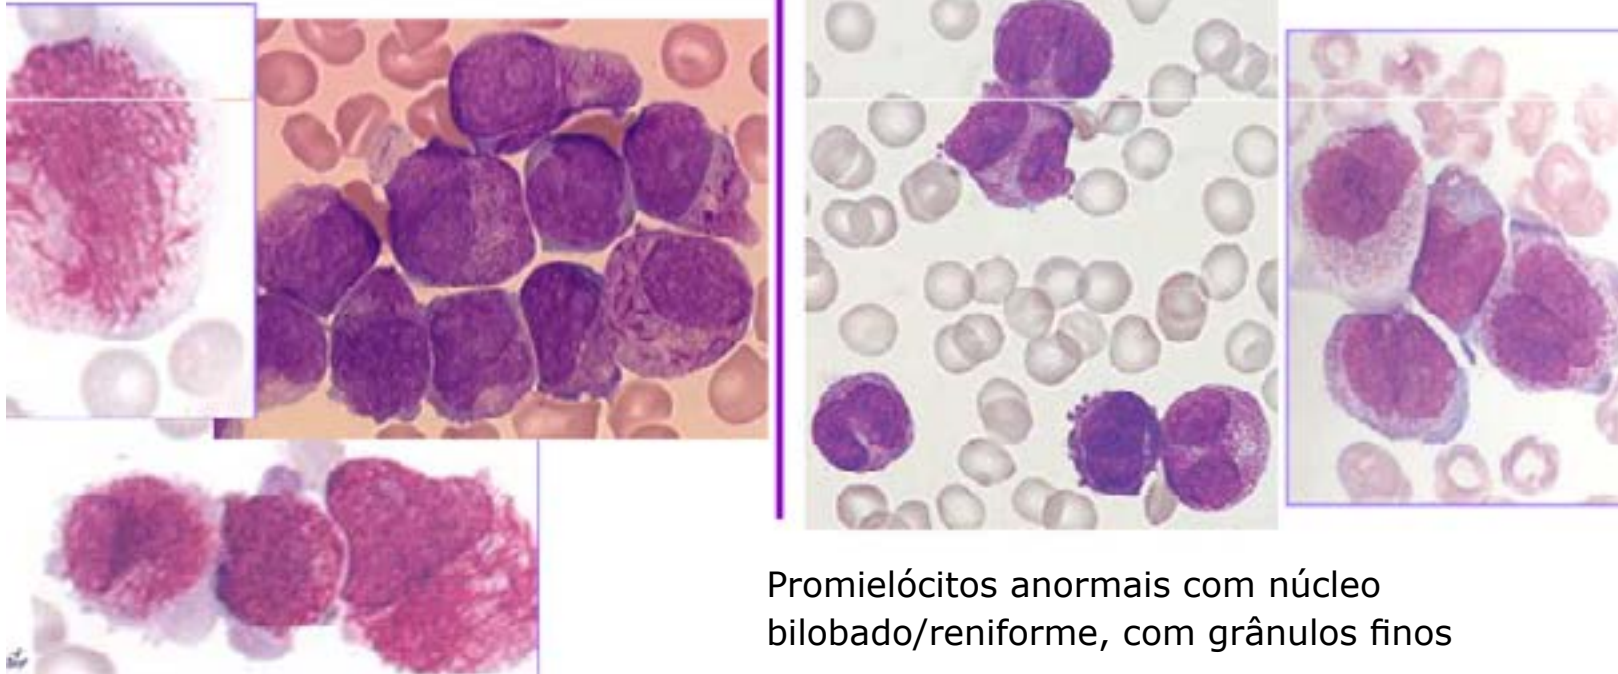 Promielócitos anormais com núcleo
bilobado/reniforme, com grânulos finos